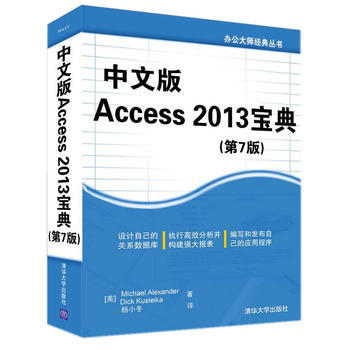 WILEY
办公大师经典丛书
中文版
Access 2013宝典
(第7版)
设计自己的
关系数据库
执行高效分析并
构建强大报表
编写和发布自
己的应用程序
[美] Michael Alexander
Dick Kusleika
著
杨小冬
译
清华大学出版社
中文版Access 2013宝典
(第7版)
清华大学出版社